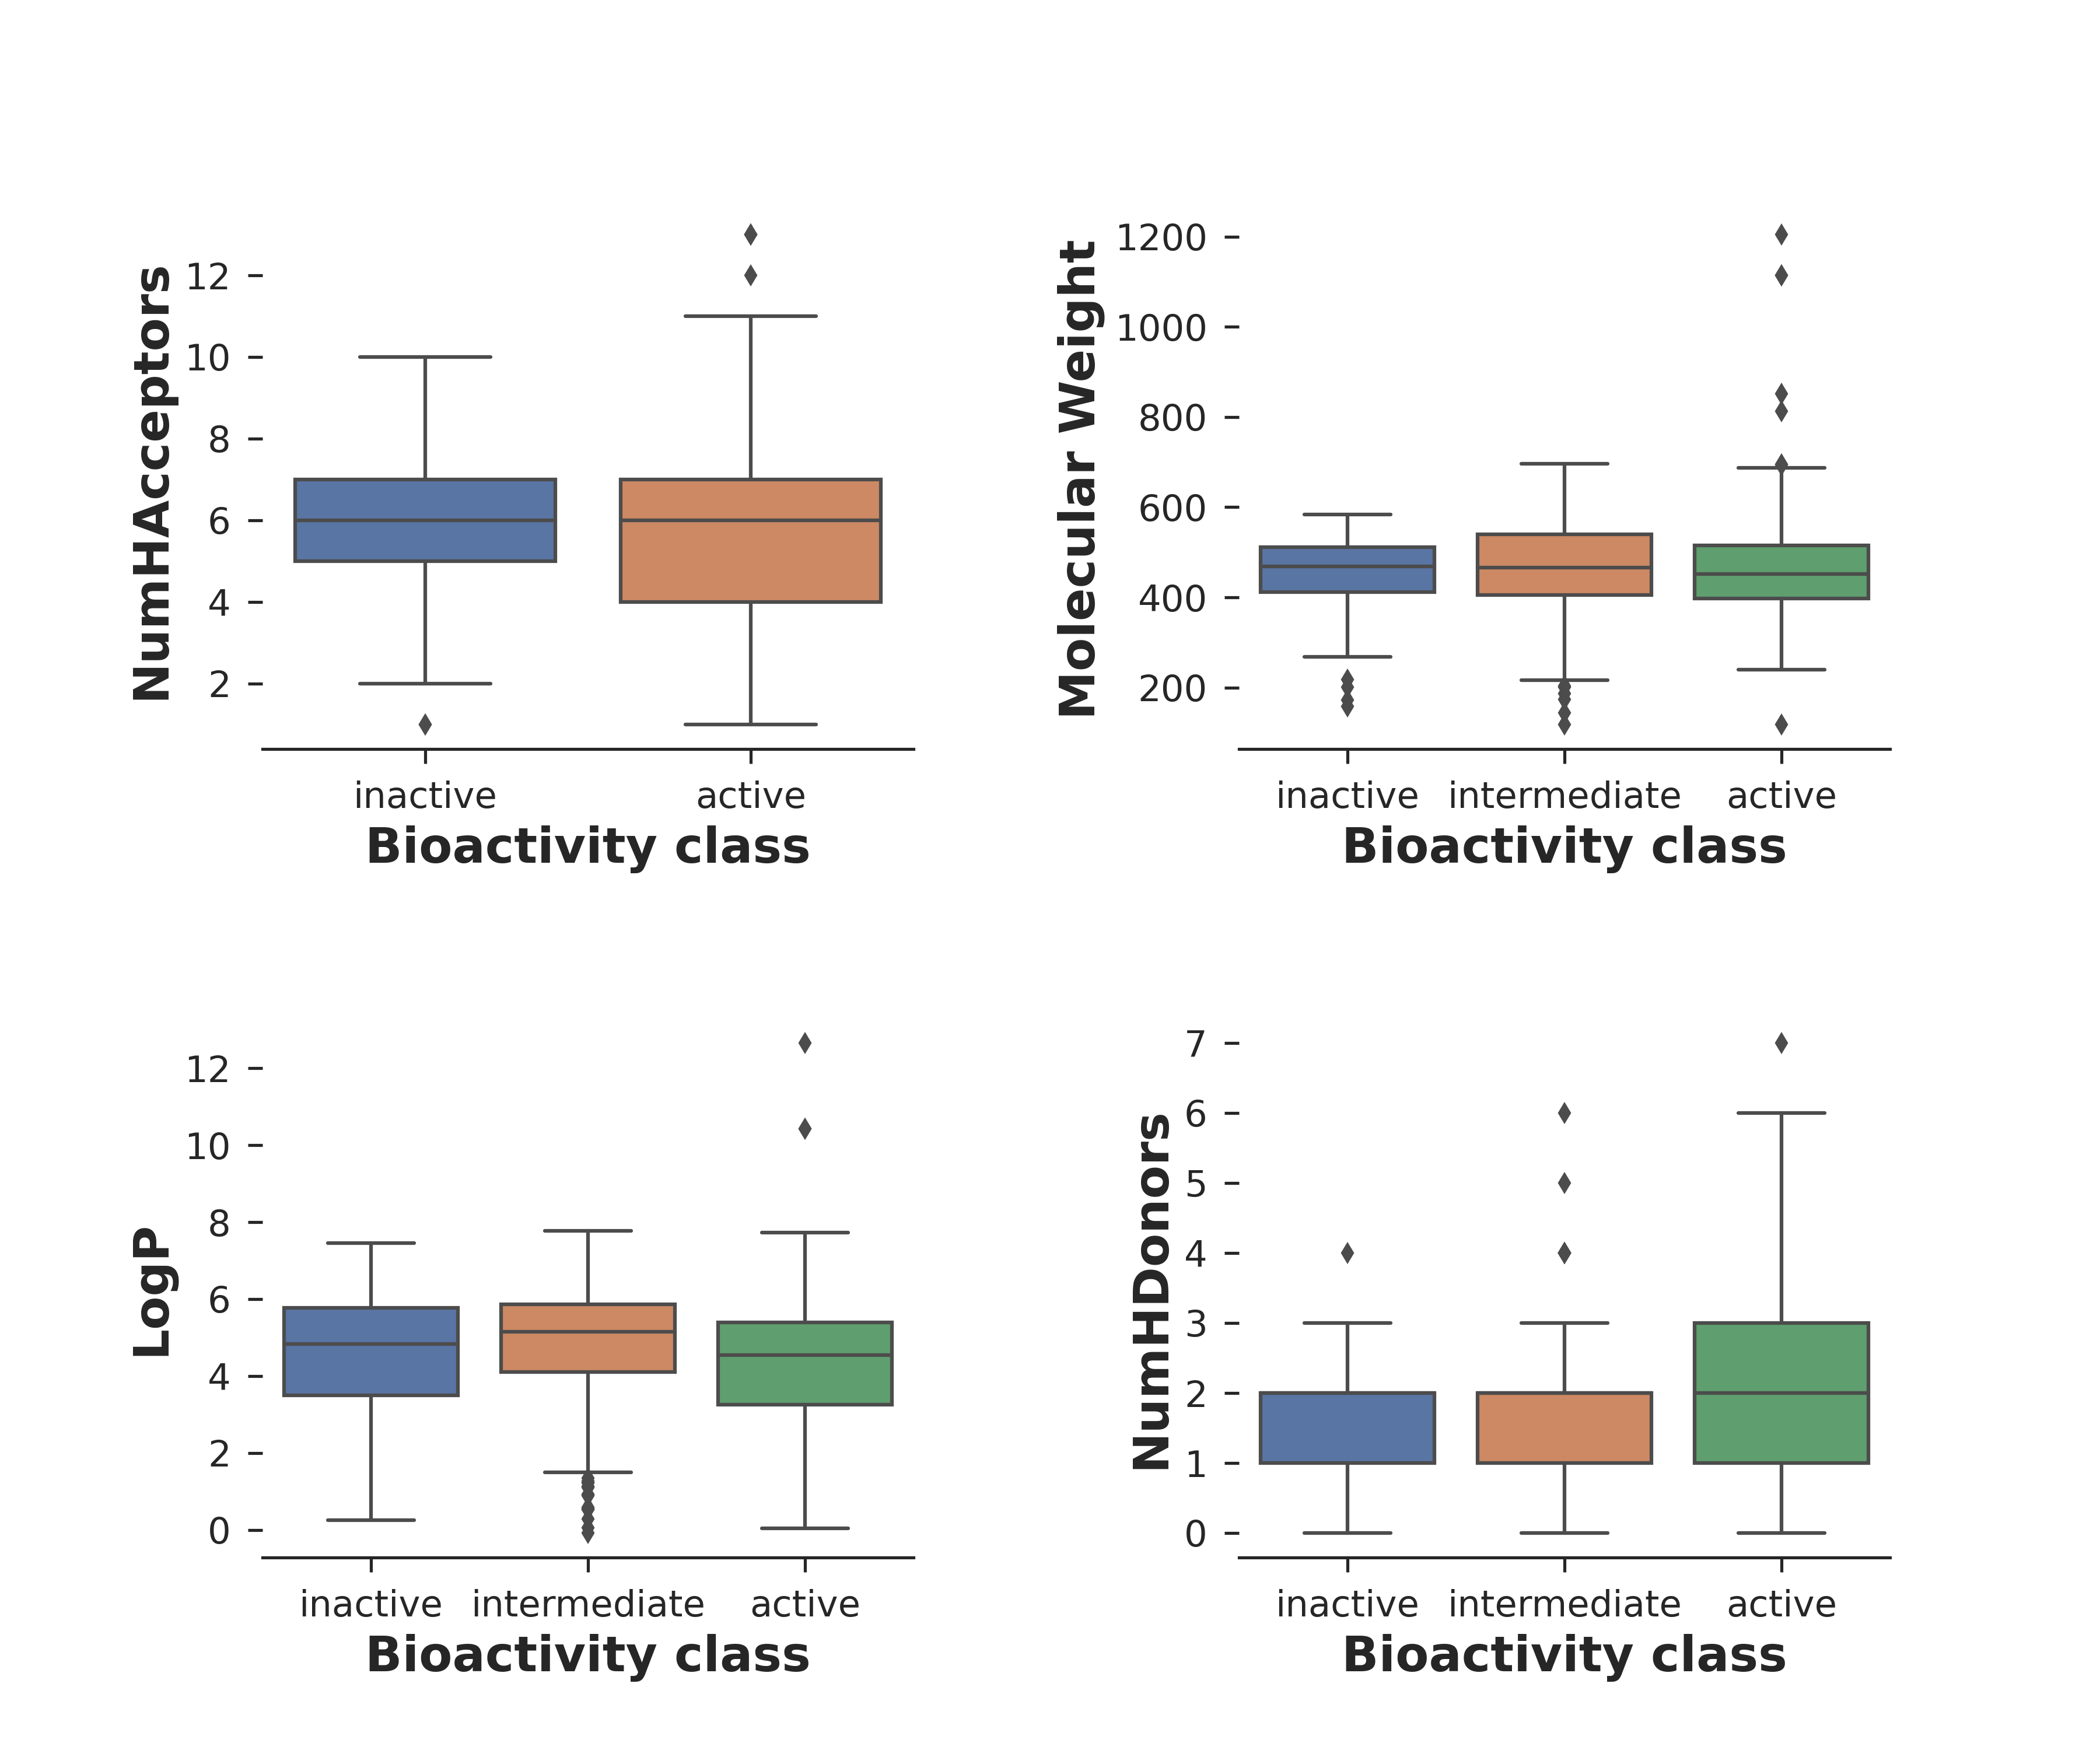 NumHAcceptors
12
10
8
6
4
2
inactive active
Bioactivity class
Molecular Weight
1200
1000
800
600
400
200
inactive intermediate active
Bioactivity class
LogP
12
10
8
6
4
2
0
inactive intermediate active
Bioactivity class
NumHDonors
7
6
5
4
3
2
1
0
inactive intermediate active
Bioactivity class